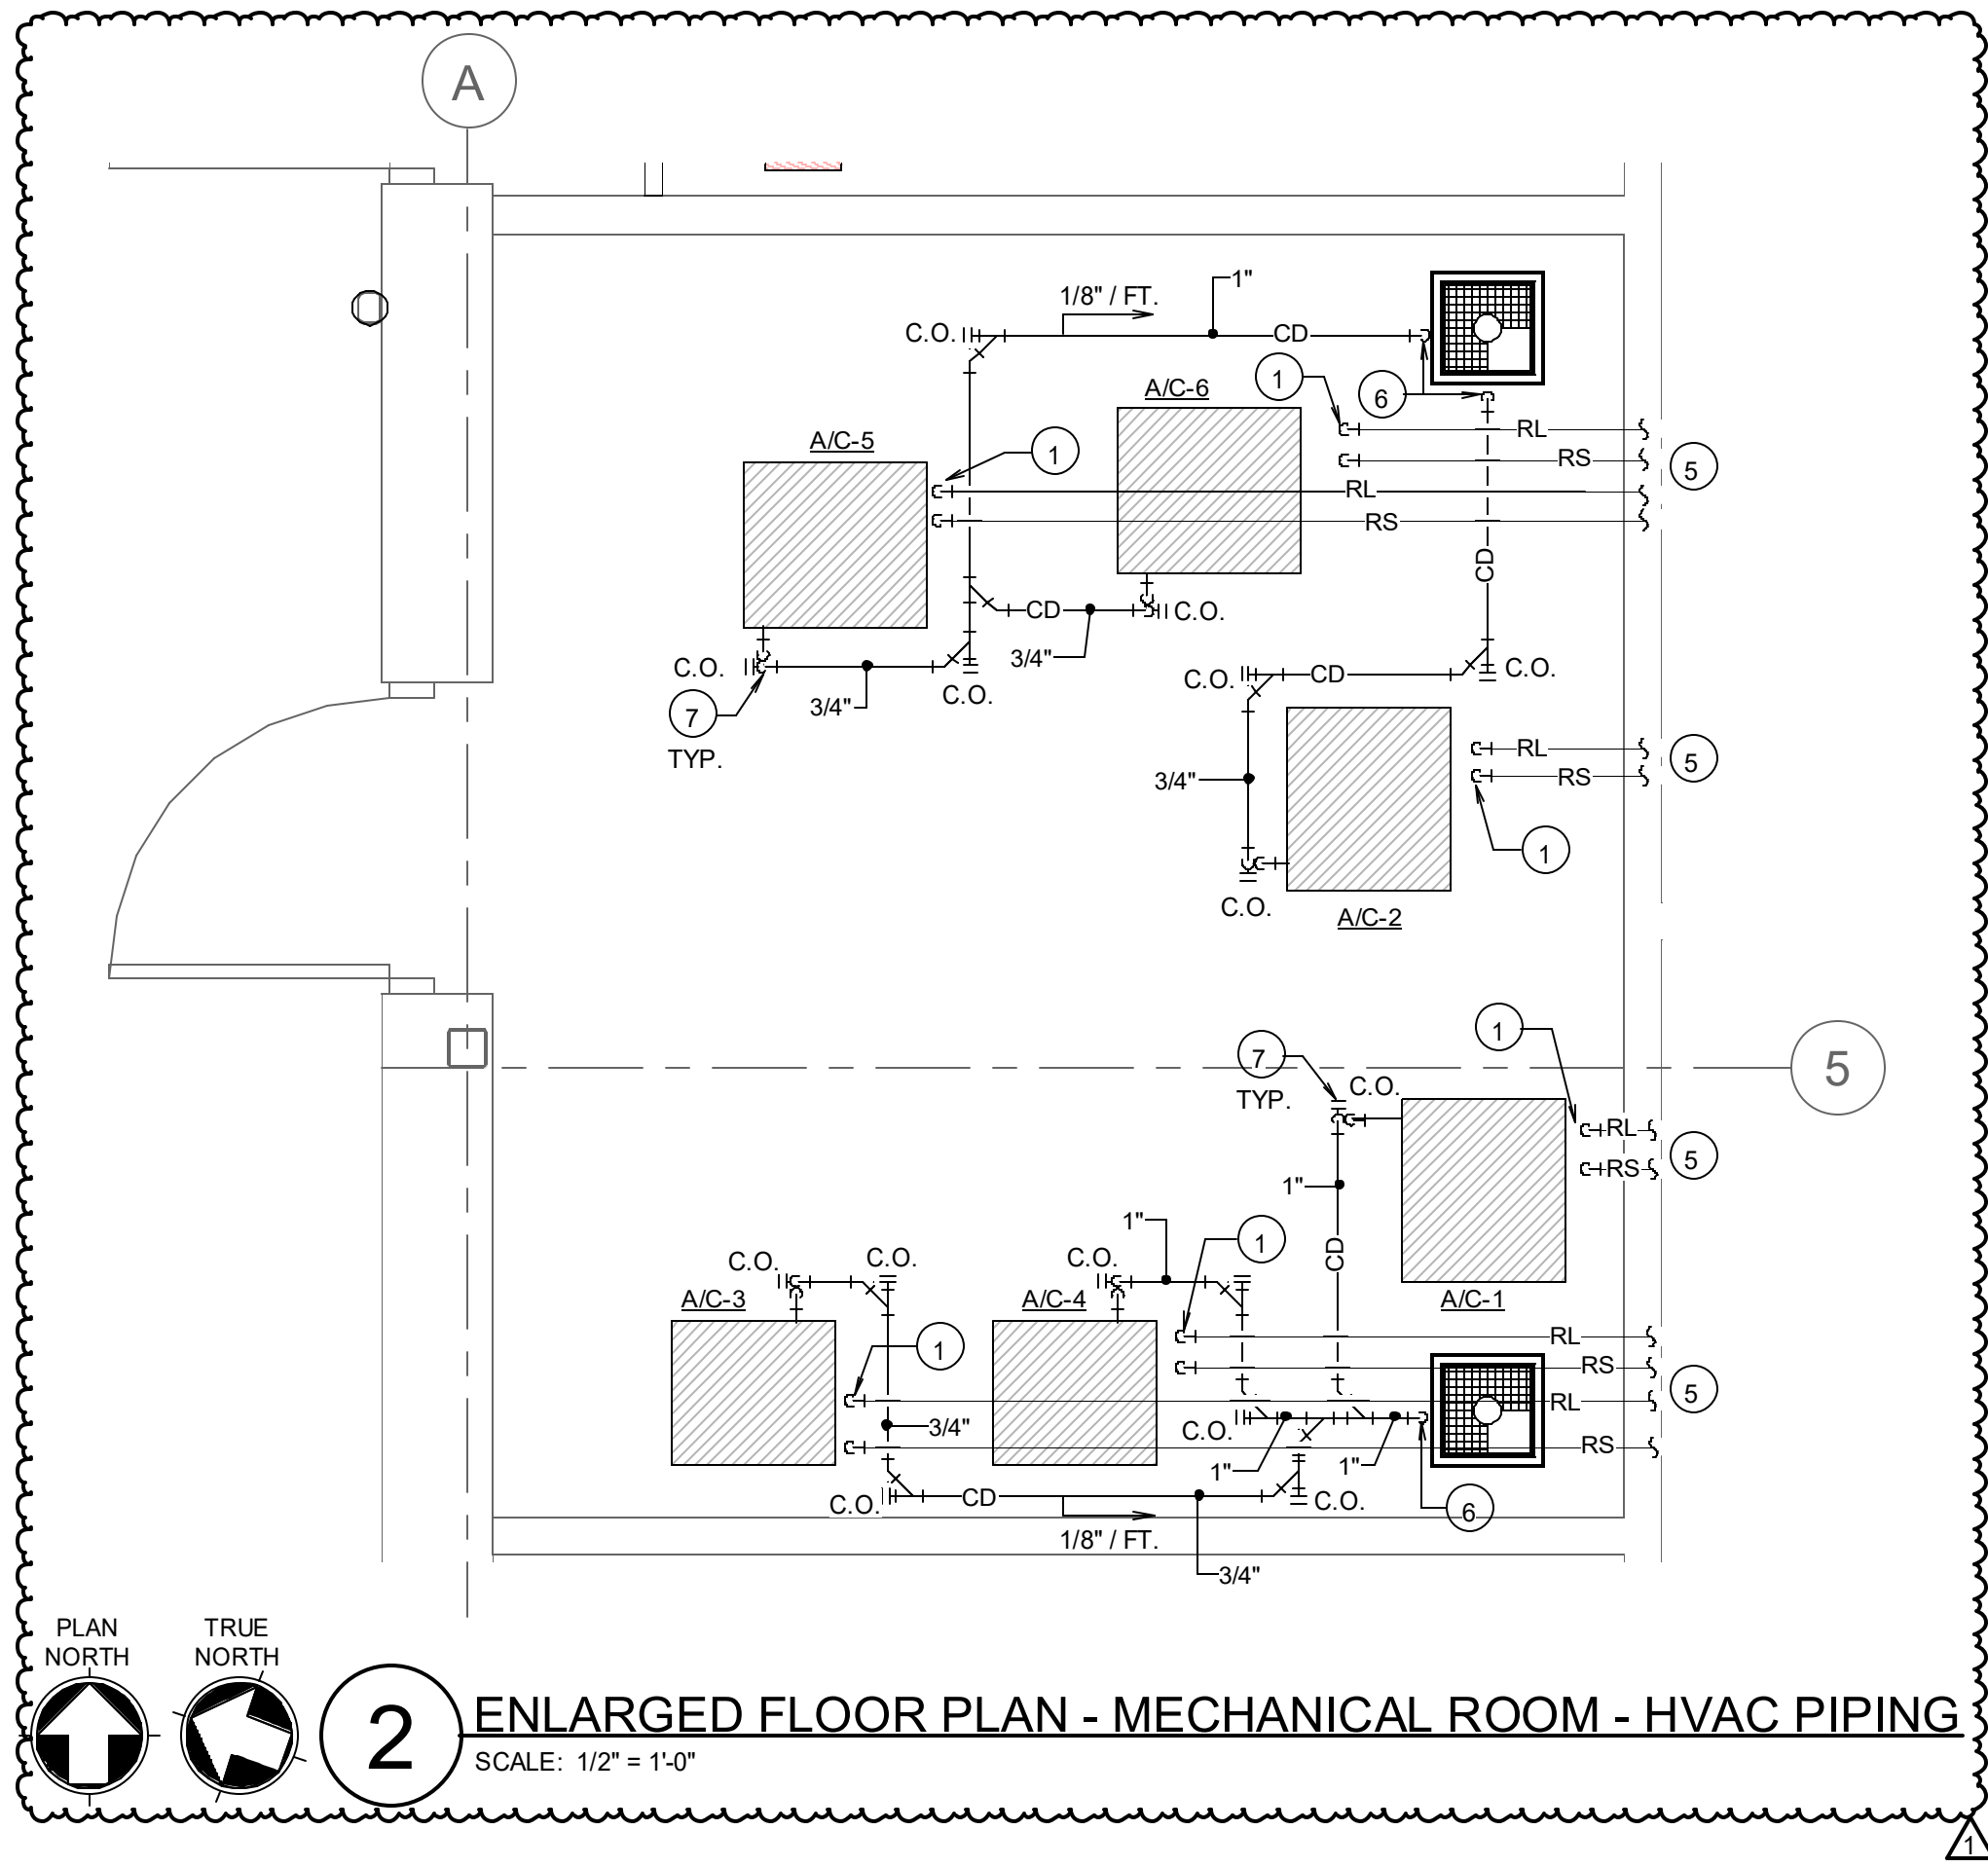 A
1"
1/8" / FT.
C.O.
CD
1
6
A/C-6
A/C-5
1
RL
RS
5
RL
RS
CD
CD
C.O.
3/4"
C.O.
C.O.
3/4"
7
TYP.
C.O.
CD
C.O.
RL
5
RS
3/4"
1
C.O.
A/C-2
1
7
TYP.
C.O.
5
RL
RS
5
1"
1"
1
CD
C.O.
C.O.
C.O.
A/C-3
A/C-4
A/C-1
1
RL
RS
5
RL
3/4"
C.O.
RS
1"
1"
C.O.
CD
C.O.
6
1/8" / FT.
3/4"
PLAN
NORTH
TRUE
NORTH
2
ENLARGED FLOOR PLAN - MECHANICAL ROOM - HVAC PIPING
SCALE: 1/2" = 1'-0"
1